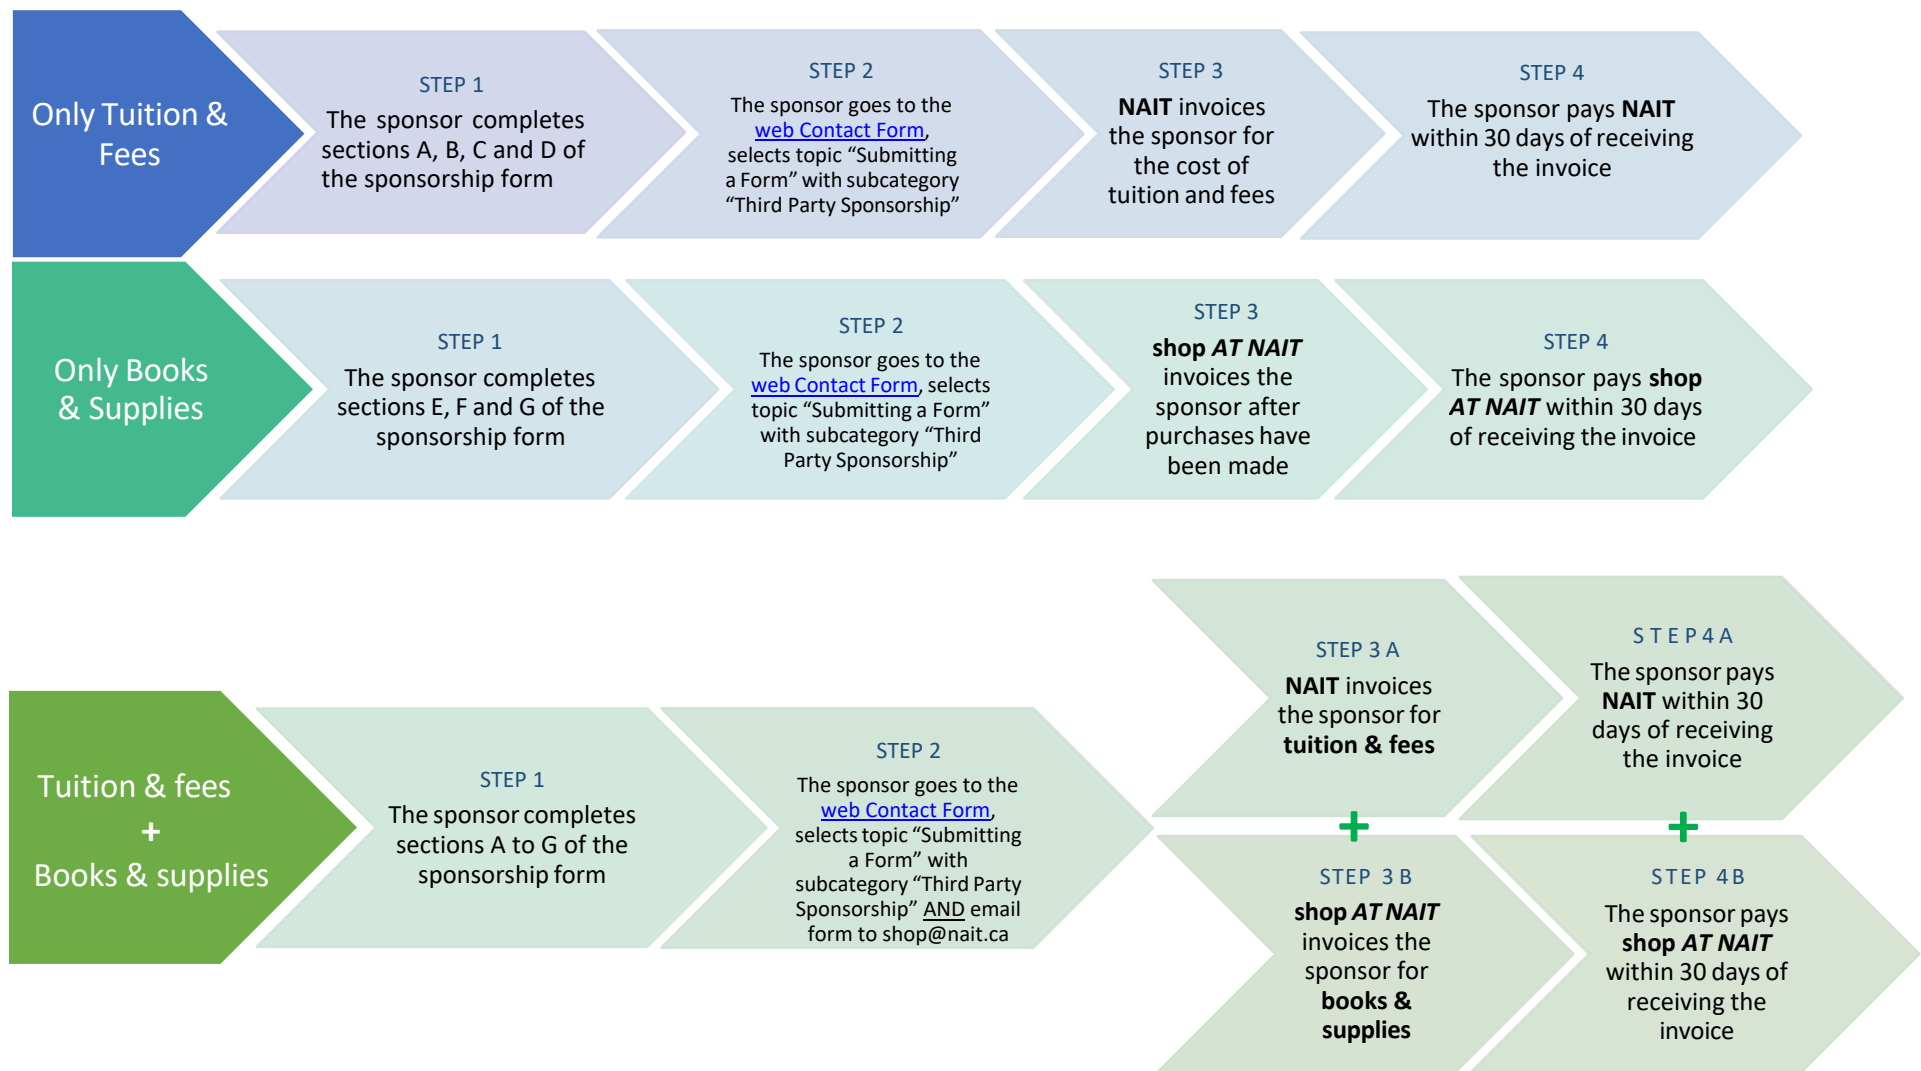 Only Tuition &
Fees
STEP 1
The sponsor completes
sections A, B, C and D of
the sponsorship form
STEP 2
The sponsor goes to the
web Contact Form,
selects topic “Submitting
a Form” with subcategory
“Third Party Sponsorship”
STEP 3
NAIT invoices
the sponsor for
the cost of
tuition and fees
STEP 4
The sponsor pays NAIT
within 30 days of receiving
the invoice
Only Books
& Supplies
STEP 1
The sponsor completes
sections E, F and G of the
sponsorship form
STEP 2
The sponsor goes to the
web Contact Form, selects
topic “Submitting a Form”
with subcategory “Third
Party Sponsorship”
STEP 3
shop AT NAIT
invoices the
sponsor after
purchases have
been made
STEP 4
The sponsor pays shop
AT NAIT within 30 days
of receiving the invoice
Tuition & fees
+
Books & supplies
STEP 1
The sponsor completes
sections A to G of the
sponsorship form
STEP 2
The sponsor goes to the
web Contact Form,
selects topic “Submitting
a Form” with
subcategory “Third Party
Sponsorship” AND email
form to shop@nait.ca
STEP 3 A
NAIT invoices
the sponsor for
tuition & fees
STEP 4 A
The sponsor pays
NAIT within 30
days of receiving
the invoice
+
+
STEP 3 B
shop AT NAIT
invoices the
sponsor for
books &
supplies
STEP 4 B
The sponsor pays
shop AT NAIT
within 30 days of
receiving the
invoice